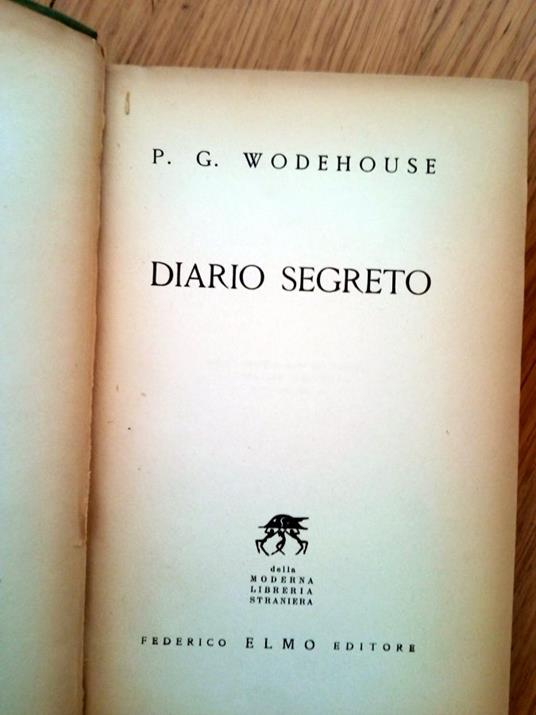 P. G. WODEHOUSE
DIARIO SEGRETO
della
MODERNA
LIBRERIA
STRANIERA
FEDERICO ELMO EDITORE